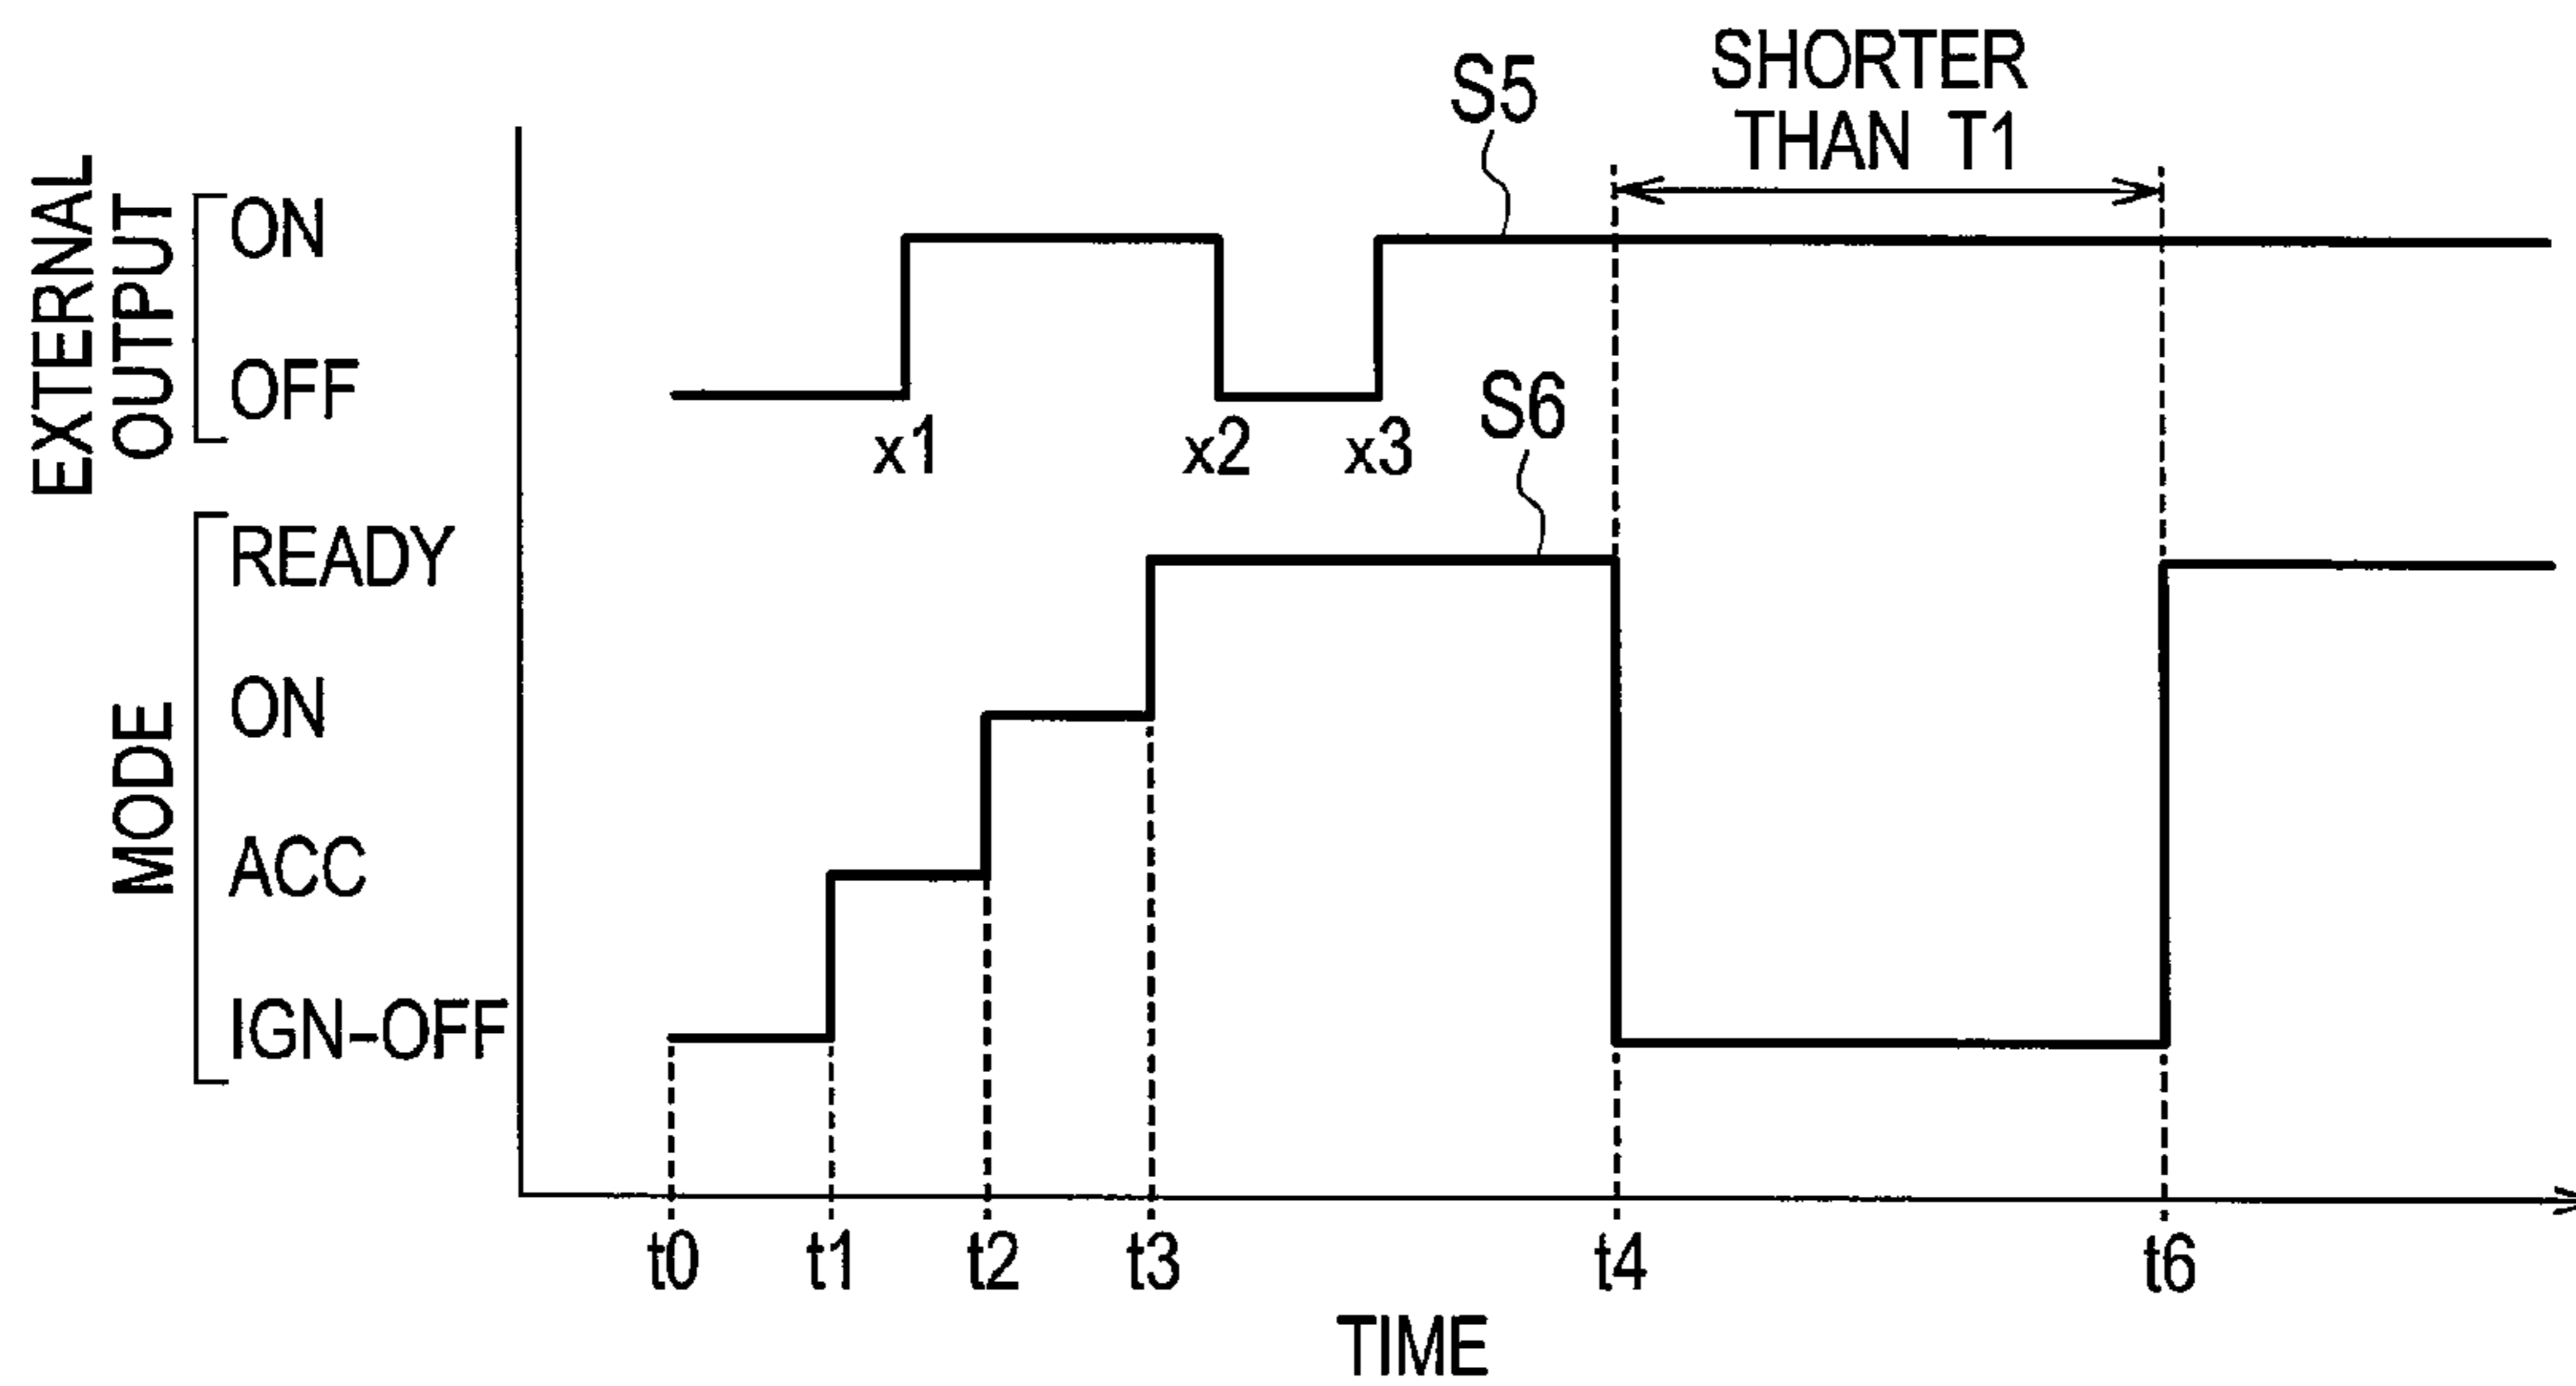 SHORTER
THAN T1
S5
EXTERNAL
OUTPUT
ON
OFF
x1
x2
x3
S6
MODE
READY
ON
ACC
IGN-OFF
t0
t1
t2
t3
t4
t6
TIME